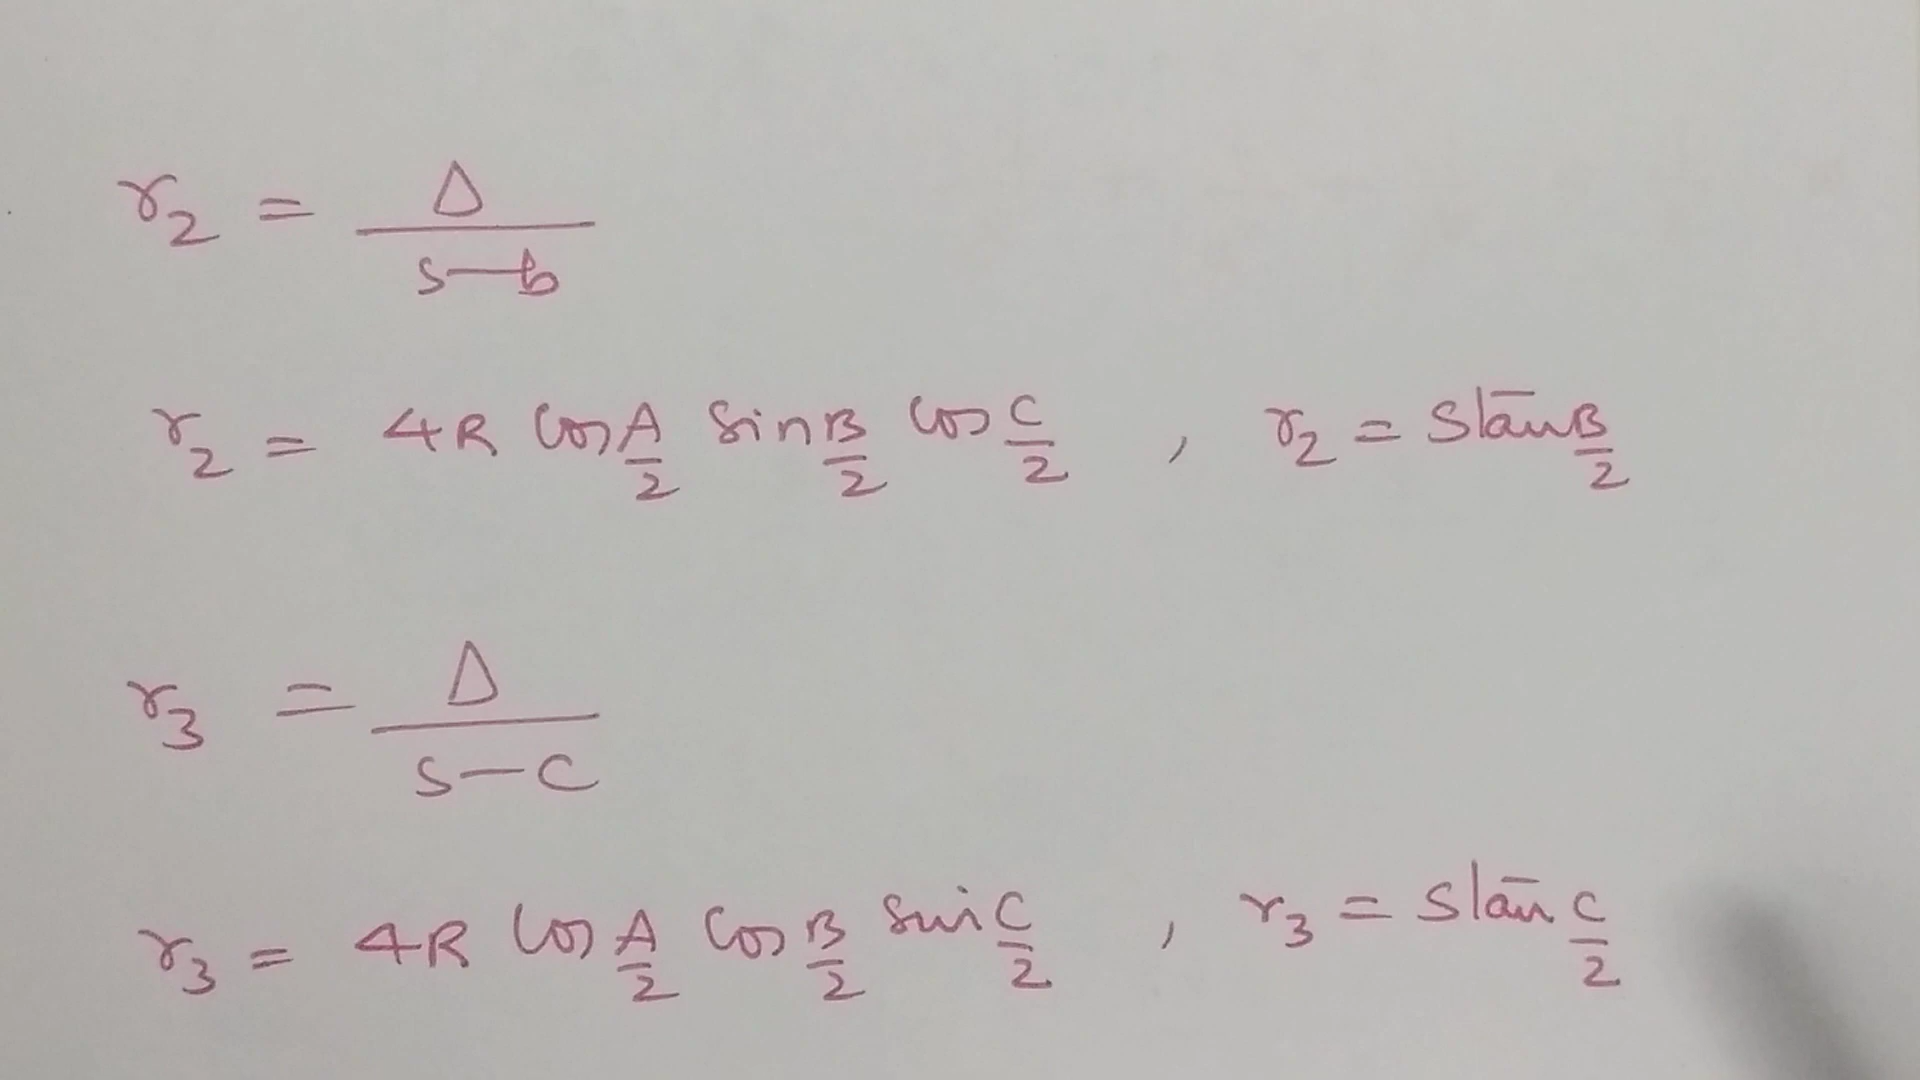 r₂ = Δ / s-b
r₂ = 4R cos A/2 sin B/2 cos C/2 , r₂ = s tan B/2
r₃ = Δ / s-c
r₃ = 4R cos A/2 cos B/2 sin C/2 , r₃ = s tan C/2